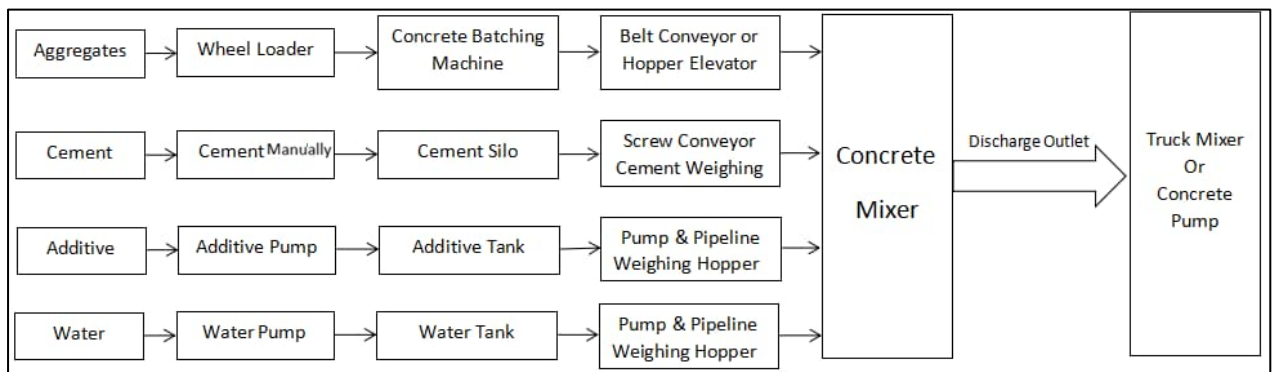 Aggregates
Wheel Loader
Concrete Batching
Machine
Belt Conveyor or
Hopper Elevator
Cement
Cement Manually
Cement Silo
Screw Conveyor
Cement Weighing
Additive
Additive Pump
Additive Tank
Pump & Pipeline
Weighing Hopper
Water
Water Pump
Water Tank
Pump & Pipeline
Weighing Hopper
Concrete
Mixer
Discharge Outlet
Truck Mixer
Or
Concrete
Pump